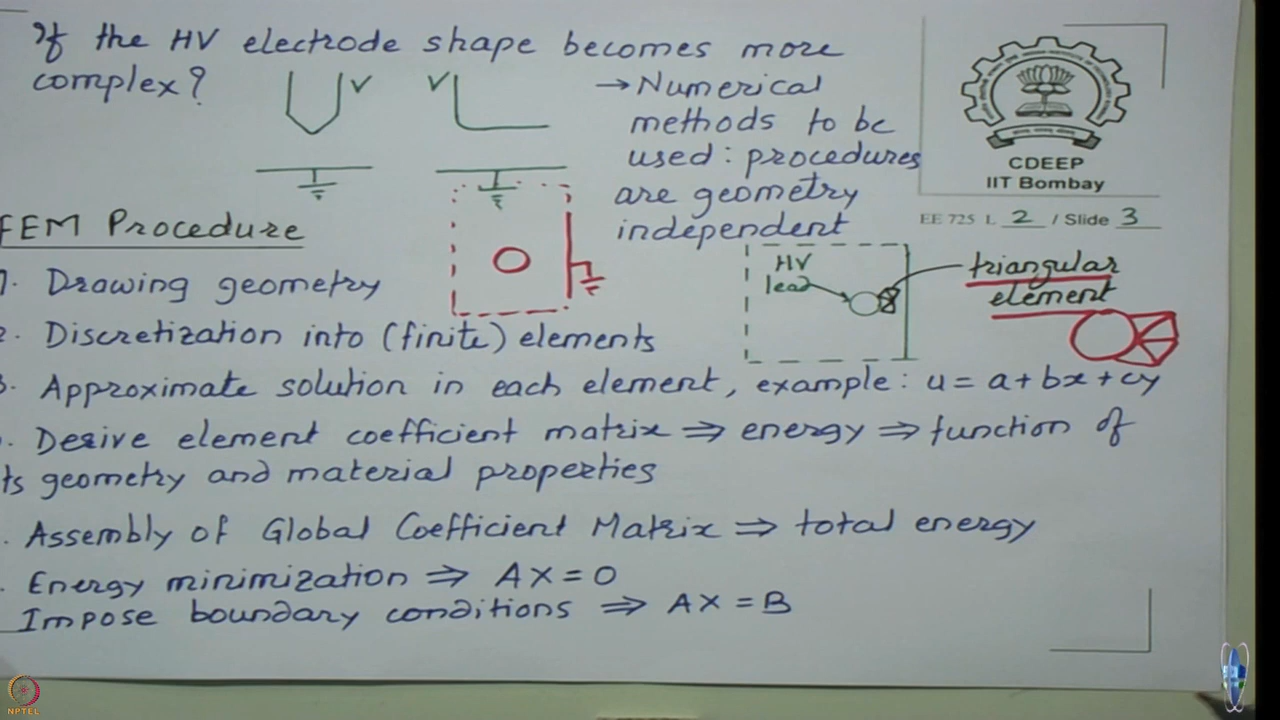 If the HV electrode shape becomes more
complex?
V
V
→ Numerical
methods to be
used: procedures
are geometry
independent
CDEEP
IIT Bombay
EE 725 L 2 / Slide 3
FEM Procedure
1. Drawing geometry
HV
lead
triangular
element
2. Discretization into (finite) elements
3. Approximate solution in each element, example: u = a + bx + cy
. Desive element coefficient matrix ⇒ energy ⇒ function of
ts geometry and material properties
. Assembly of Global Coefficient Matrix ⇒ total energy
. Energy minimization ⇒ AX = 0
Impose boundary conditions ⇒ AX = B
NPTEL